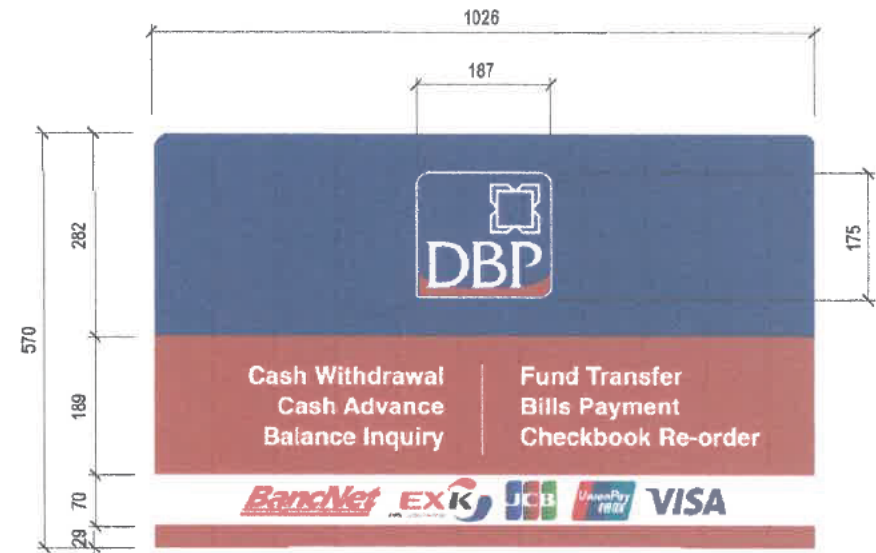 1026
187
282
175
570
DBP
189
Cash Withdrawal
Cash Advance
Balance Inquiry
Fund Transfer
Bills Payment
Checkbook Re-order
70
BancNet EXK JCB UnionPay VISA
29